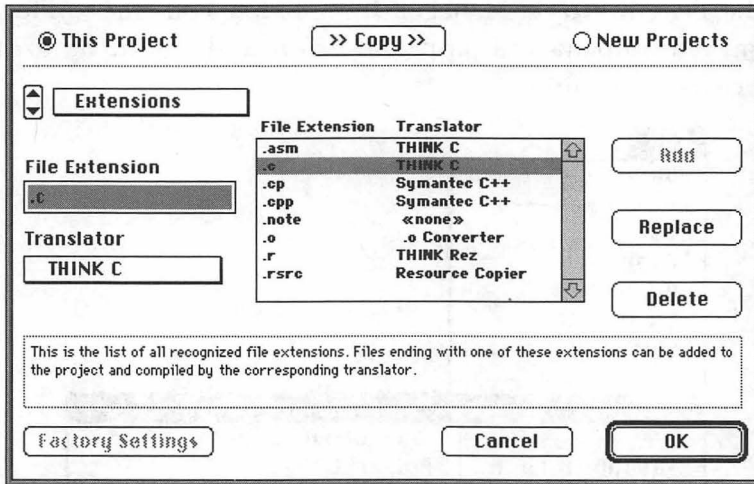 This Project
>> Copy >>
New Projects
Extensions
File Extension Translator
.asm THINK C
.c THINK C
.cp Symantec C++
.cpp Symantec C++
.note «none»
.o .o Converter
.r THINK Rez
.rsrc Resource Copier
File Extension
.c
Translator
THINK C
Add
Replace
Delete
This is the list of all recognized file extensions. Files ending with one of these extensions can be added to
the project and compiled by the corresponding translator.
Factory Settings
Cancel
OK